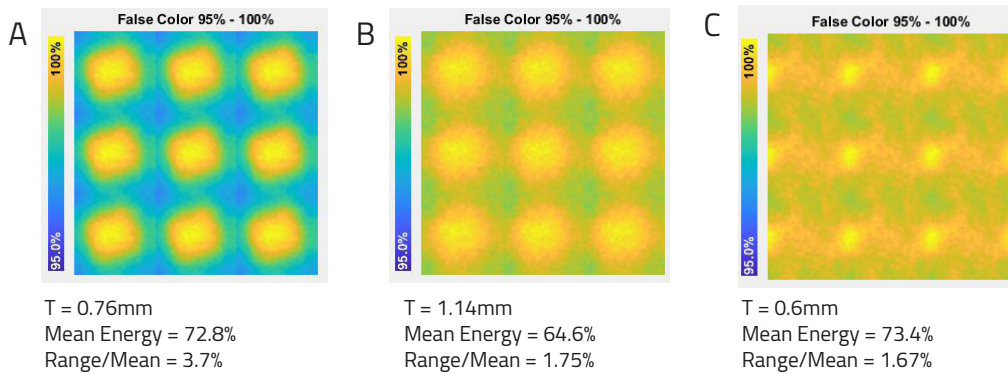 A
False Color 95% - 100%
100%
95.0%
T = 0.76mm
Mean Energy = 72.8%
Range/Mean = 3.7%
B
False Color 95% - 100%
100%
95.0%
T = 1.14mm
Mean Energy = 64.6%
Range/Mean = 1.75%
C
False Color 95% - 100%
100%
95.0%
T = 0.6mm
Mean Energy = 73.4%
Range/Mean = 1.67%